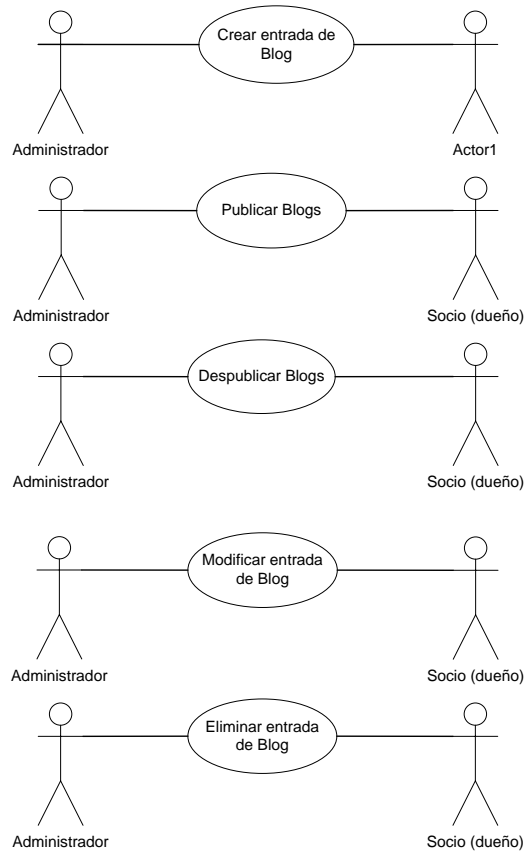 Crear entrada de
Blog
Administrador
Actor1
Publicar Blogs
Administrador
Socio (dueño)
Despublicar Blogs
Administrador
Socio (dueño)
Modificar entrada
de Blog
Administrador
Socio (dueño)
Eliminar entrada
de Blog
Administrador
Socio (dueño)